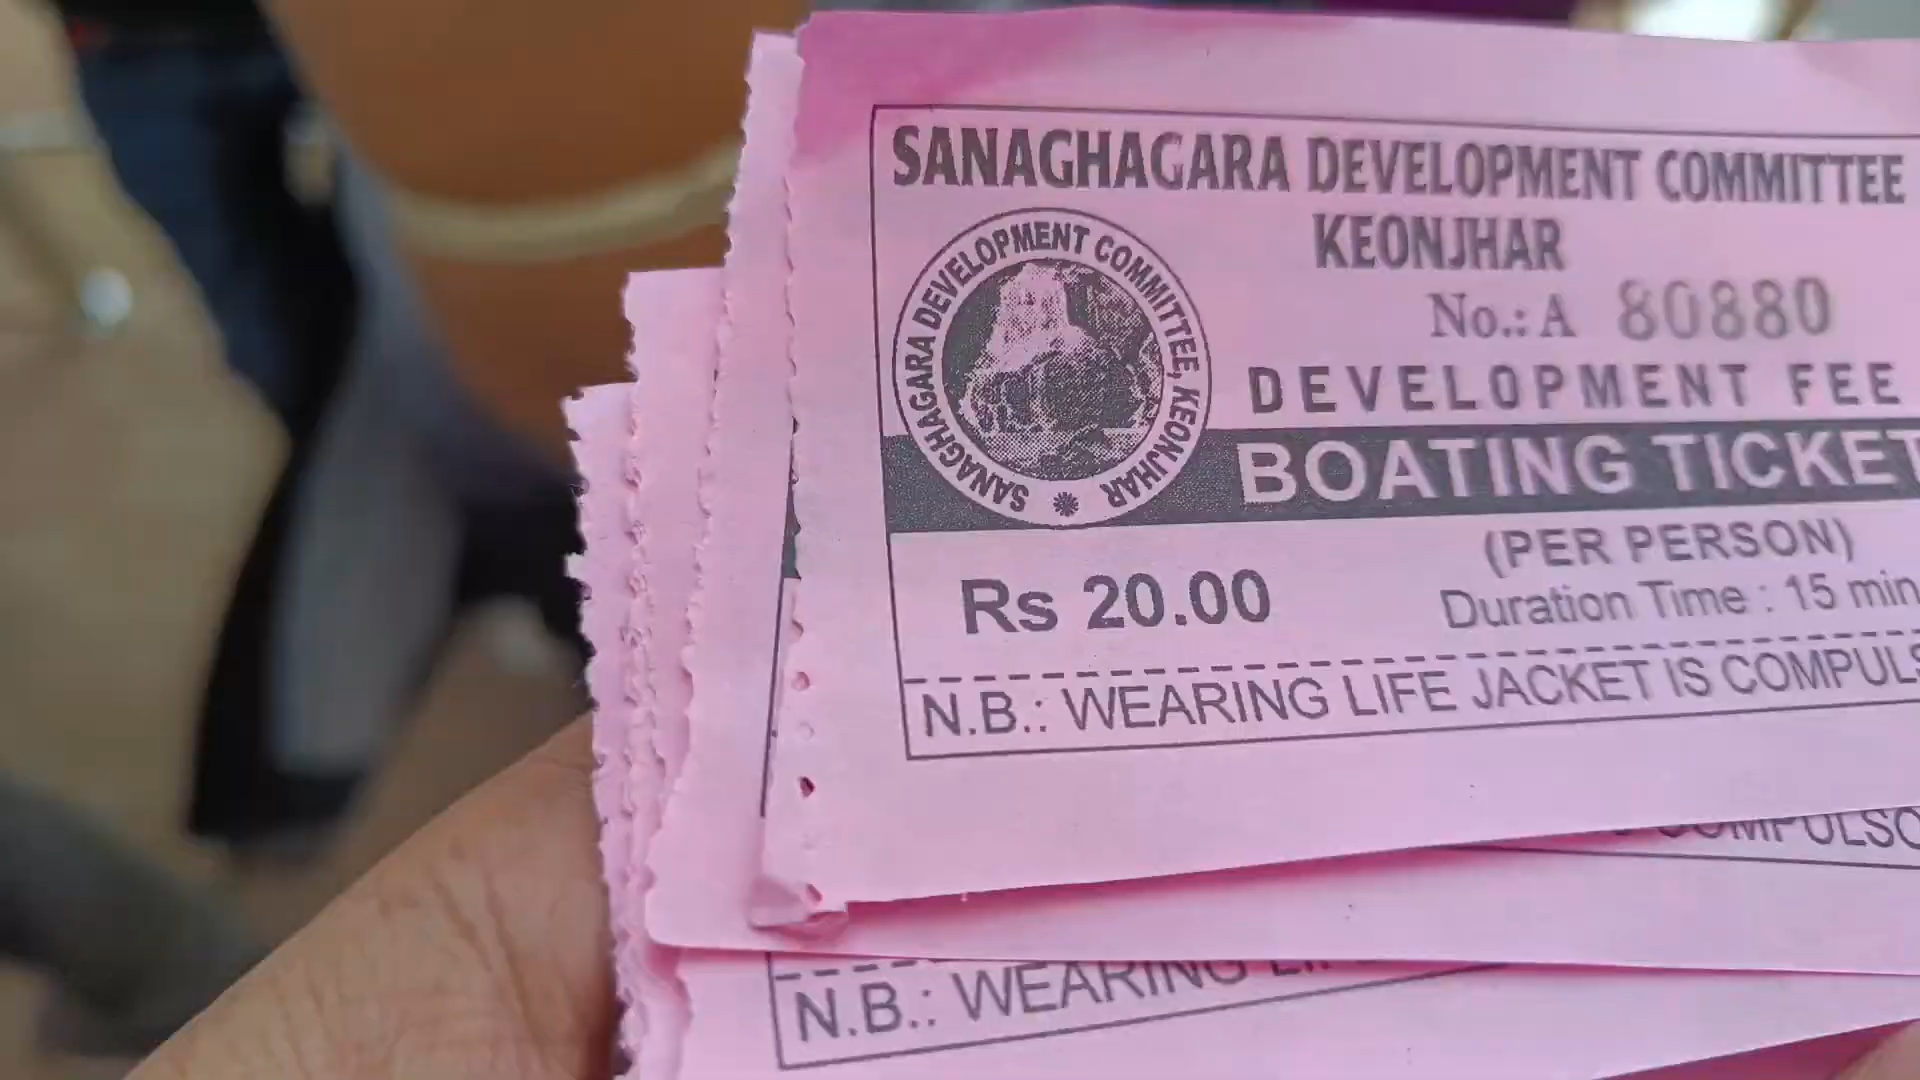 SANAGHAGARA DEVELOPMENT COMMITTEE
KEONJHAR
SANAGHAGARA DEVELOPMENT COMMITTEE, KEONJHAR
No.: A 80880
DEVELOPMENT FEE
BOATING TICKET
(PER PERSON)
Rs 20.00
Duration Time : 15 min
N.B.: WEARING LIFE JACKET IS COMPULS
COMPULSO
N.B.: WEARING LI